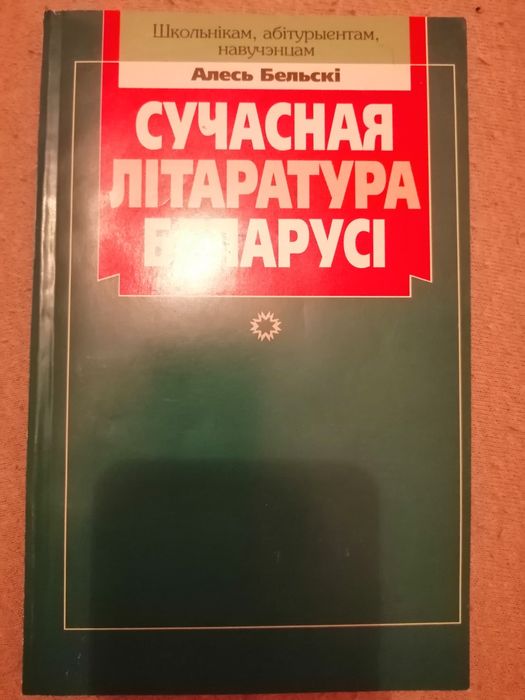 Школьнікам, абітурыентам,
навучэнцам
Алесь Бельскі
СУЧАСНАЯ
ЛІТАРАТУРА
БЕЛАРУСІ